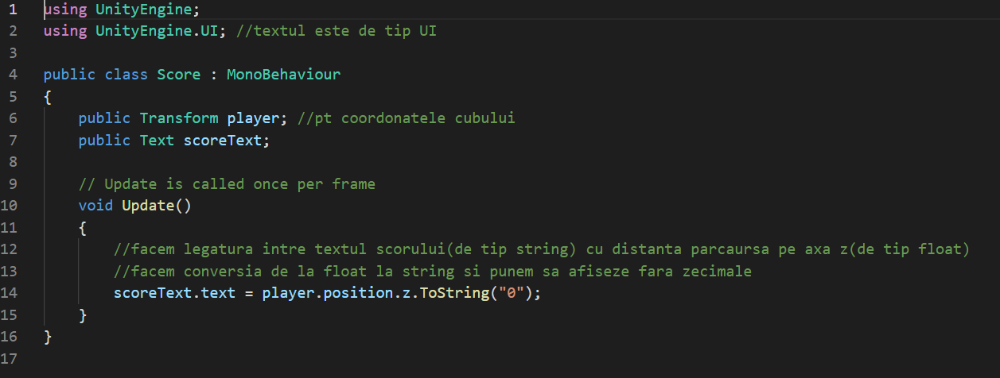 1 using UnityEngine;
2 using UnityEngine.UI; //textul este de tip UI
3
4 public class Score : MonoBehaviour
5 {
6     public Transform player; //pt coordonatele cubului
7     public Text scoreText;
8
9     // Update is called once per frame
10     void Update()
11     {
12         //facem legatura intre textul scorului(de tip string) cu distanta parcaursa pe axa z(de tip float)
13         //facem conversia de la float la string si punem sa afiseze fara zecimale
14         scoreText.text = player.position.z.ToString("0");
15     }
16 }
17